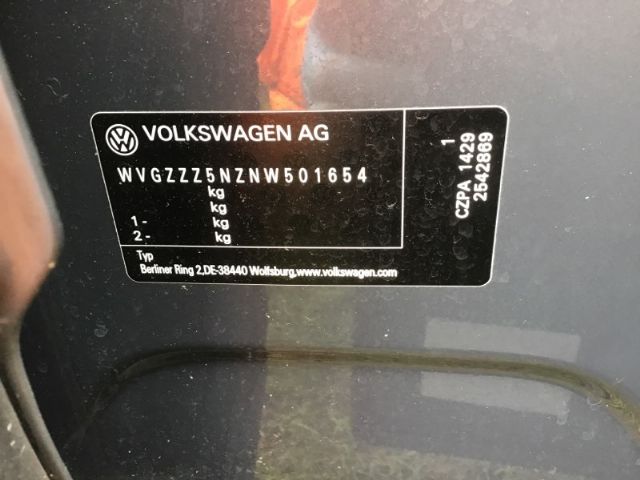 VOLKSWAGEN AG
WVGZZZ5NZNW501654
kg
kg
1- kg
2- kg
Typ
Berliner Ring 2,DE-38440 Wolfsburg,www.volkswagen.com
1
CZPA 1429
2542869